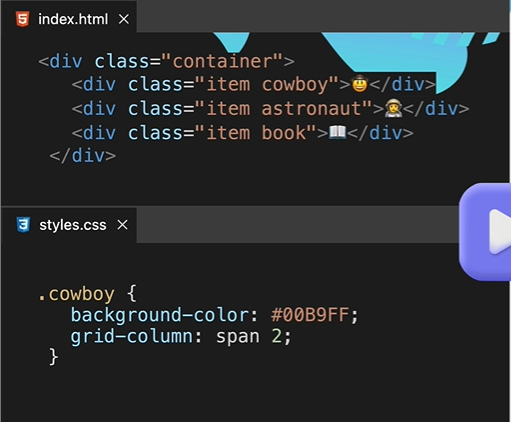 index.html ×
<div class="container">
<div class="item cowboy">🤠</div>
<div class="item astronaut">👩‍🚀</div>
<div class="item book">📖</div>
</div>
styles.css ×
.cowboy {
background-color: #00B9FF;
grid-column: span 2;
}